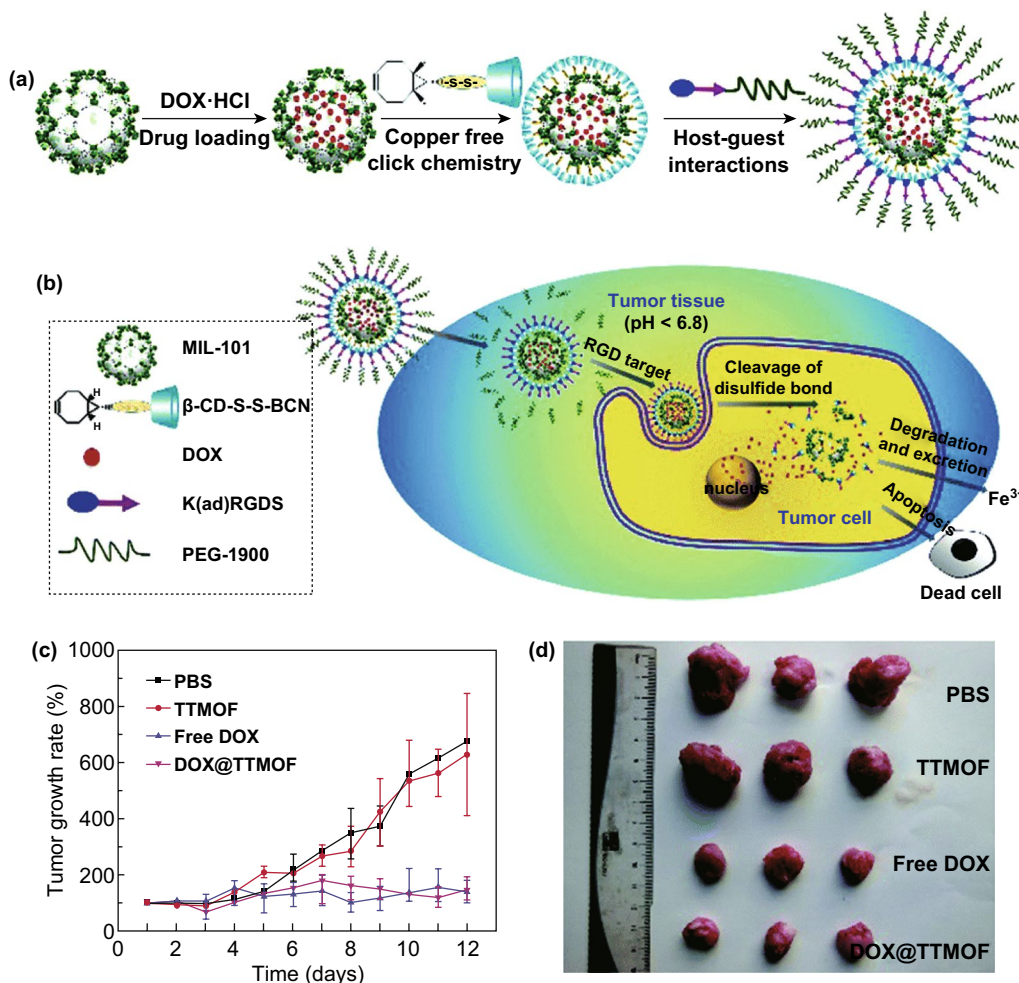 (a)
DOX·HCl
Drug loading
-S-S-
Copper free
click chemistry
Host-guest
interactions
(b)
MIL-101
H
H
β-CD-S-S-BCN
DOX
K(ad)RGDS
PEG-1900
Tumor tissue
(pH < 6.8)
RGD target
Cleavage of
disulfide bond
nucleus
Tumor cell
Degradation
and excretion
Fe³⁺
Apoptosis
Dead cell
(c)
Tumor growth rate (%)
1000
800
600
400
200
0
PBS
TTMOF
Free DOX
DOX@TTMOF
0 2 4 6 8 10 12
Time (days)
(d)
PBS
TTMOF
Free DOX
DOX@TTMOF